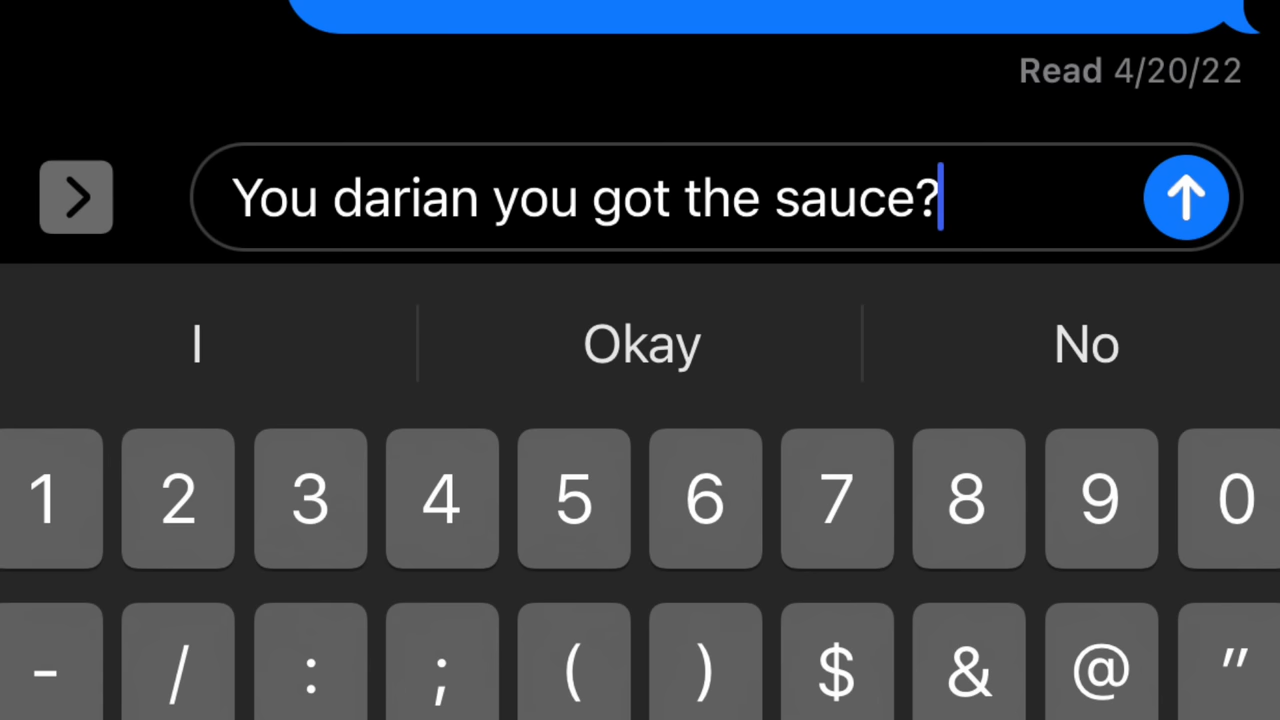 Read 4/20/22
You darian you got the sauce?
I Okay No
1 2 3 4 5 6 7 8 9 0
- / : ; ( ) $ & @ "